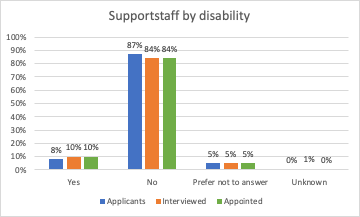 Supportstaff by disability
100%
90%
80%
70%
60%
50%
40%
30%
20%
10%
0%
8% 10% 10%
87% 84% 84%
5% 5% 5%
0% 1% 0%
Yes No Prefer not to answer Unknown
Applicants Interviewed Appointed